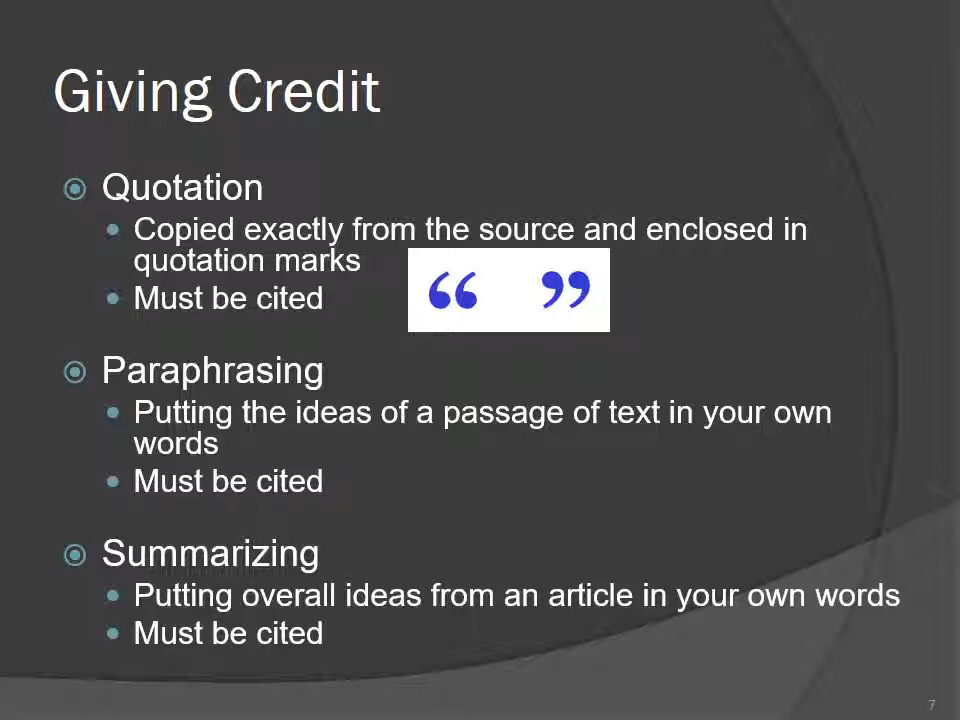 Giving Credit
Quotation
Copied exactly from the source and enclosed in
quotation marks
“ ”
Must be cited
Paraphrasing
Putting the ideas of a passage of text in your own
words
Must be cited
Summarizing
Putting overall ideas from an article in your own words
Must be cited
7